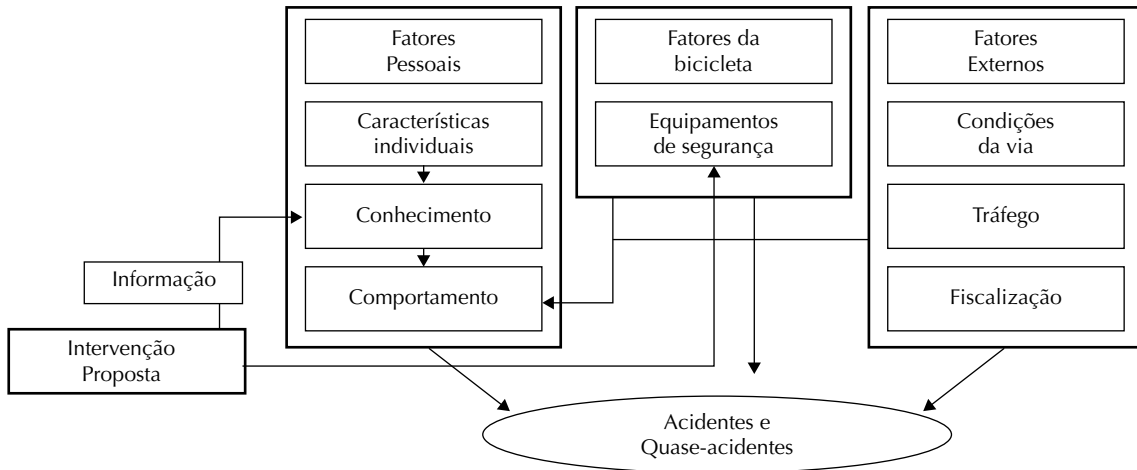 Fatores
Pessoais
Características
individuais
Conhecimento
Comportamento
Fatores da
bicicleta
Equipamentos
de segurança
Fatores
Externos
Condições
da via
Tráfego
Fiscalização
Informação
Intervenção
Proposta
Acidentes e
Quase-acidentes